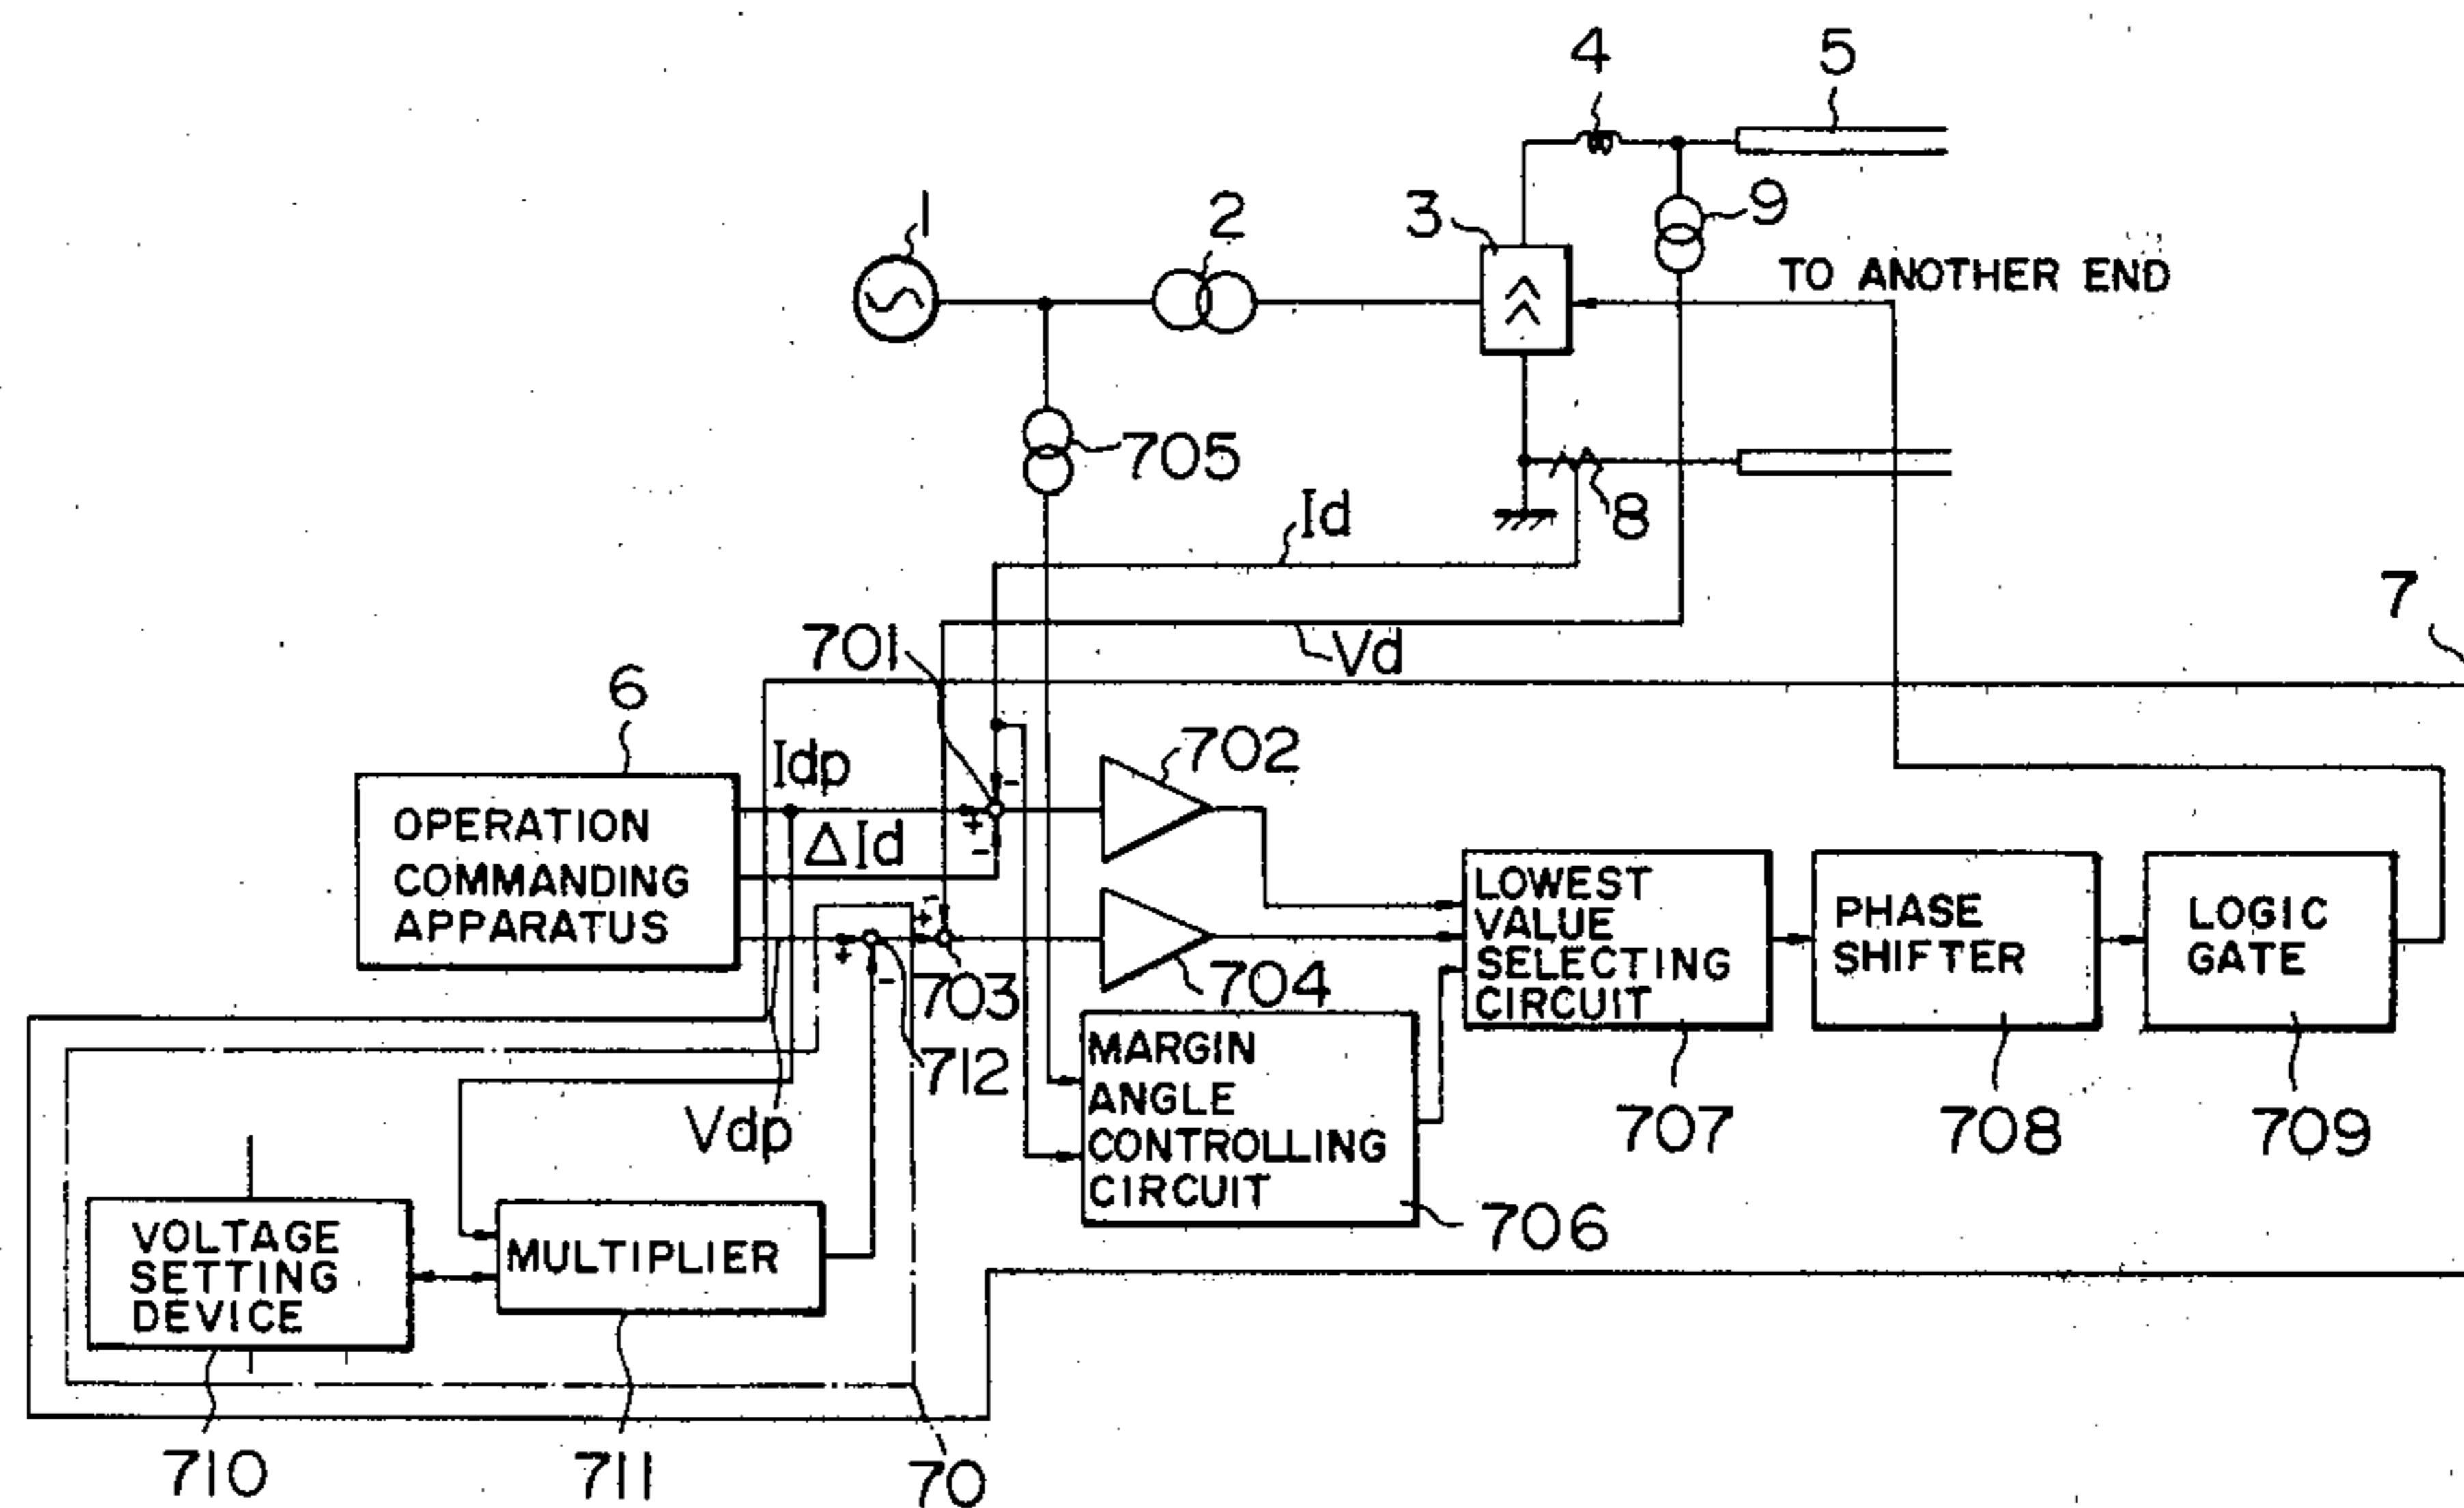 4
5
1
2
3
9
TO ANOTHER END
705
8
Id
Vd
7
701
6
Idp
-
702
+
ΔId
-
OPERATION
COMMANDING
APPARATUS
-
+
+
-
703
704
712
Vdp
LOWEST
VALUE
SELECTING
CIRCUIT
PHASE
SHIFTER
LOGIC
GATE
707
708
709
MARGIN
ANGLE
CONTROLLING
CIRCUIT
706
VOLTAGE
SETTING
DEVICE
MULTIPLIER
710
711
70